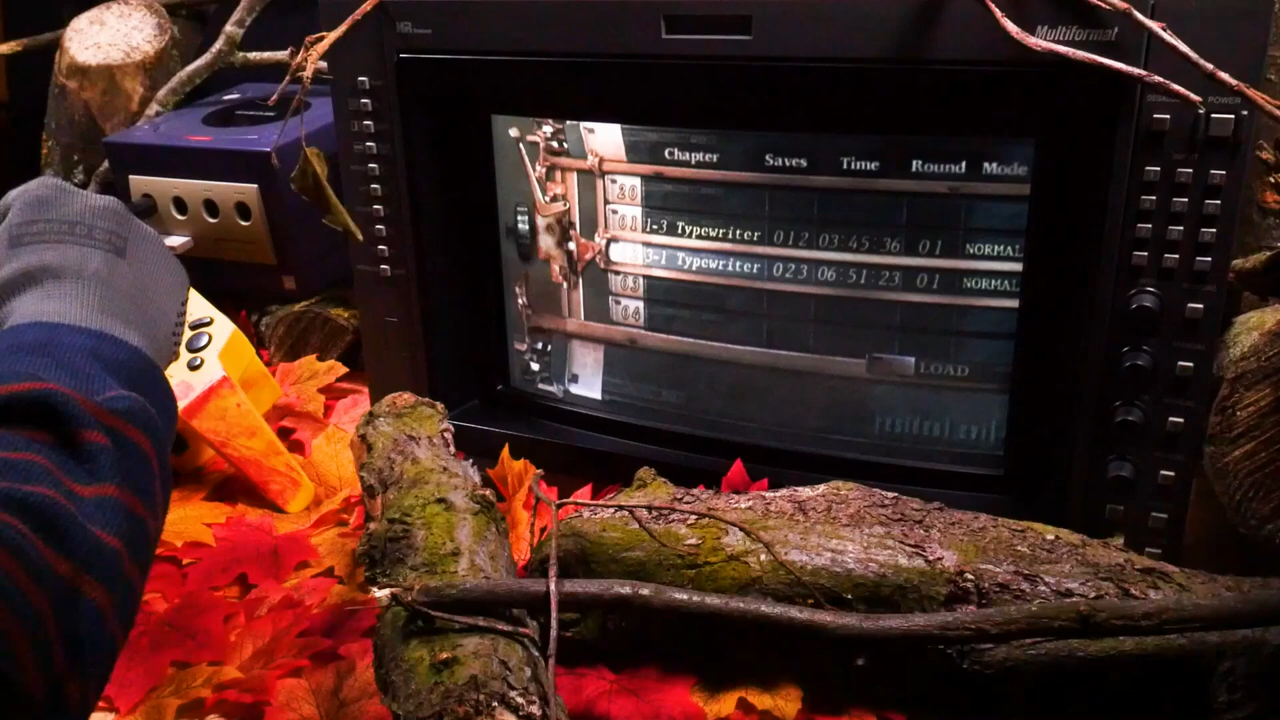 Multiformat
POWER
Chapter Saves Time Round Mode
20
01 1-3 Typewriter 012 03:45:36 01 NORMAL
3-1 Typewriter 023 06:51:23 01 NORMAL
03
04
LOAD
resident evil